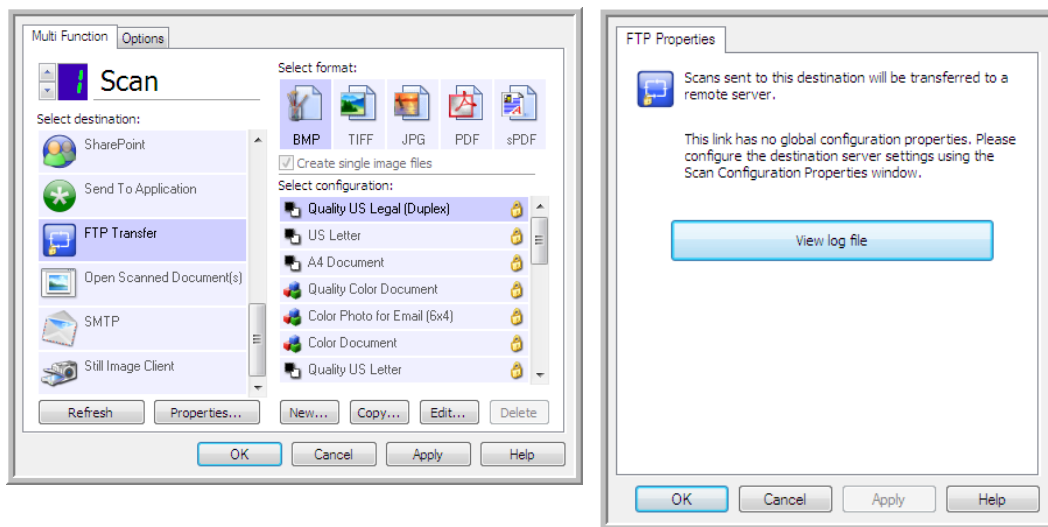 Multi Function
Options
1
Scan
Select destination:
SharePoint
Send To Application
FTP Transfer
Open Scanned Document(s)
SMTP
Still Image Client
Refresh
Properties...
Select format:
BMP
TIFF
JPG
PDF
sPDF
Create single image files
Select configuration:
Quality US Legal (Duplex)
US Letter
A4 Document
Quality Color Document
Color Photo for Email (6x4)
Color Document
Quality US Letter
New...
Copy...
Edit...
Delete
OK
Cancel
Apply
Help
FTP Properties
Scans sent to this destination will be transferred to a
remote server.
This link has no global configuration properties. Please
configure the destination server settings using the
Scan Configuration Properties window.
View log file
OK
Cancel
Apply
Help